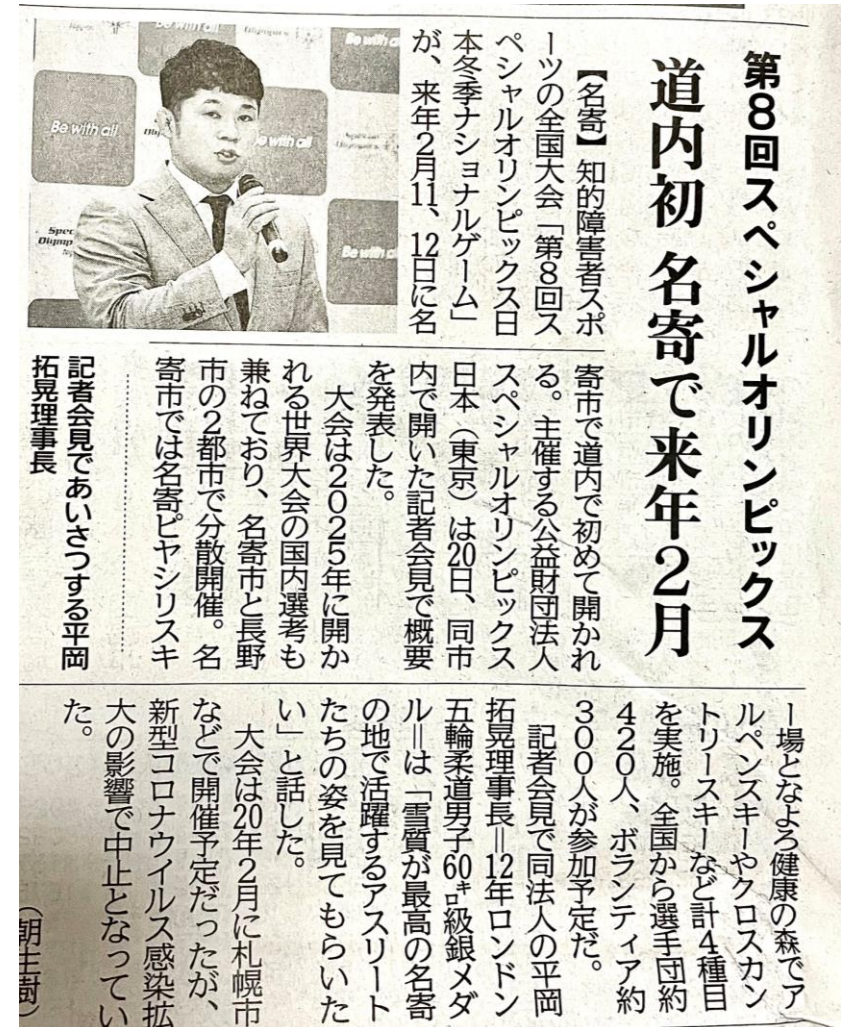 第8回スペシャルオリンピックス
道内初 名寄で来年2月
【名寄】知的障害者スポ
ーツの全国大会「第8回ス
ペシャルオリンピックス日
本冬季ナショナルゲーム」
が、来年2月11、12日に名
寄市で道内で初めて開かれ
る。主催する公益財団法人
スペシャルオリンピックス
日本（東京）は20日、同市
内で開いた記者会見で概要
を発表した。
大会は2025年に開か
れる世界大会の国内選考も
兼ねており、名寄市と長野
市の2都市で分散開催。名
寄市では名寄ピヤシリスキ
ー場となよろ健康の森でア
ルペンスキーやクロスカン
トリースキーなど計4種目
を実施。全国から選手団約
420人、ボランティア約
300人が参加予定だ。
記者会見で同法人の平岡
拓晃理事長＝12年ロンドン
五輪柔道男子60㌔級銀メダ
ル＝は「雪質が最高の名寄
の地で活躍するアスリート
たちの姿を見てもらいた
い」と話した。
大会は20年2月に札幌市
などで開催予定だったが、
新型コロナウイルス感染拡
大の影響で中止となってい
た。
（朝生樹）
記者会見であいさつする平岡
拓晃理事長
Be with all
Be with all
Be with all